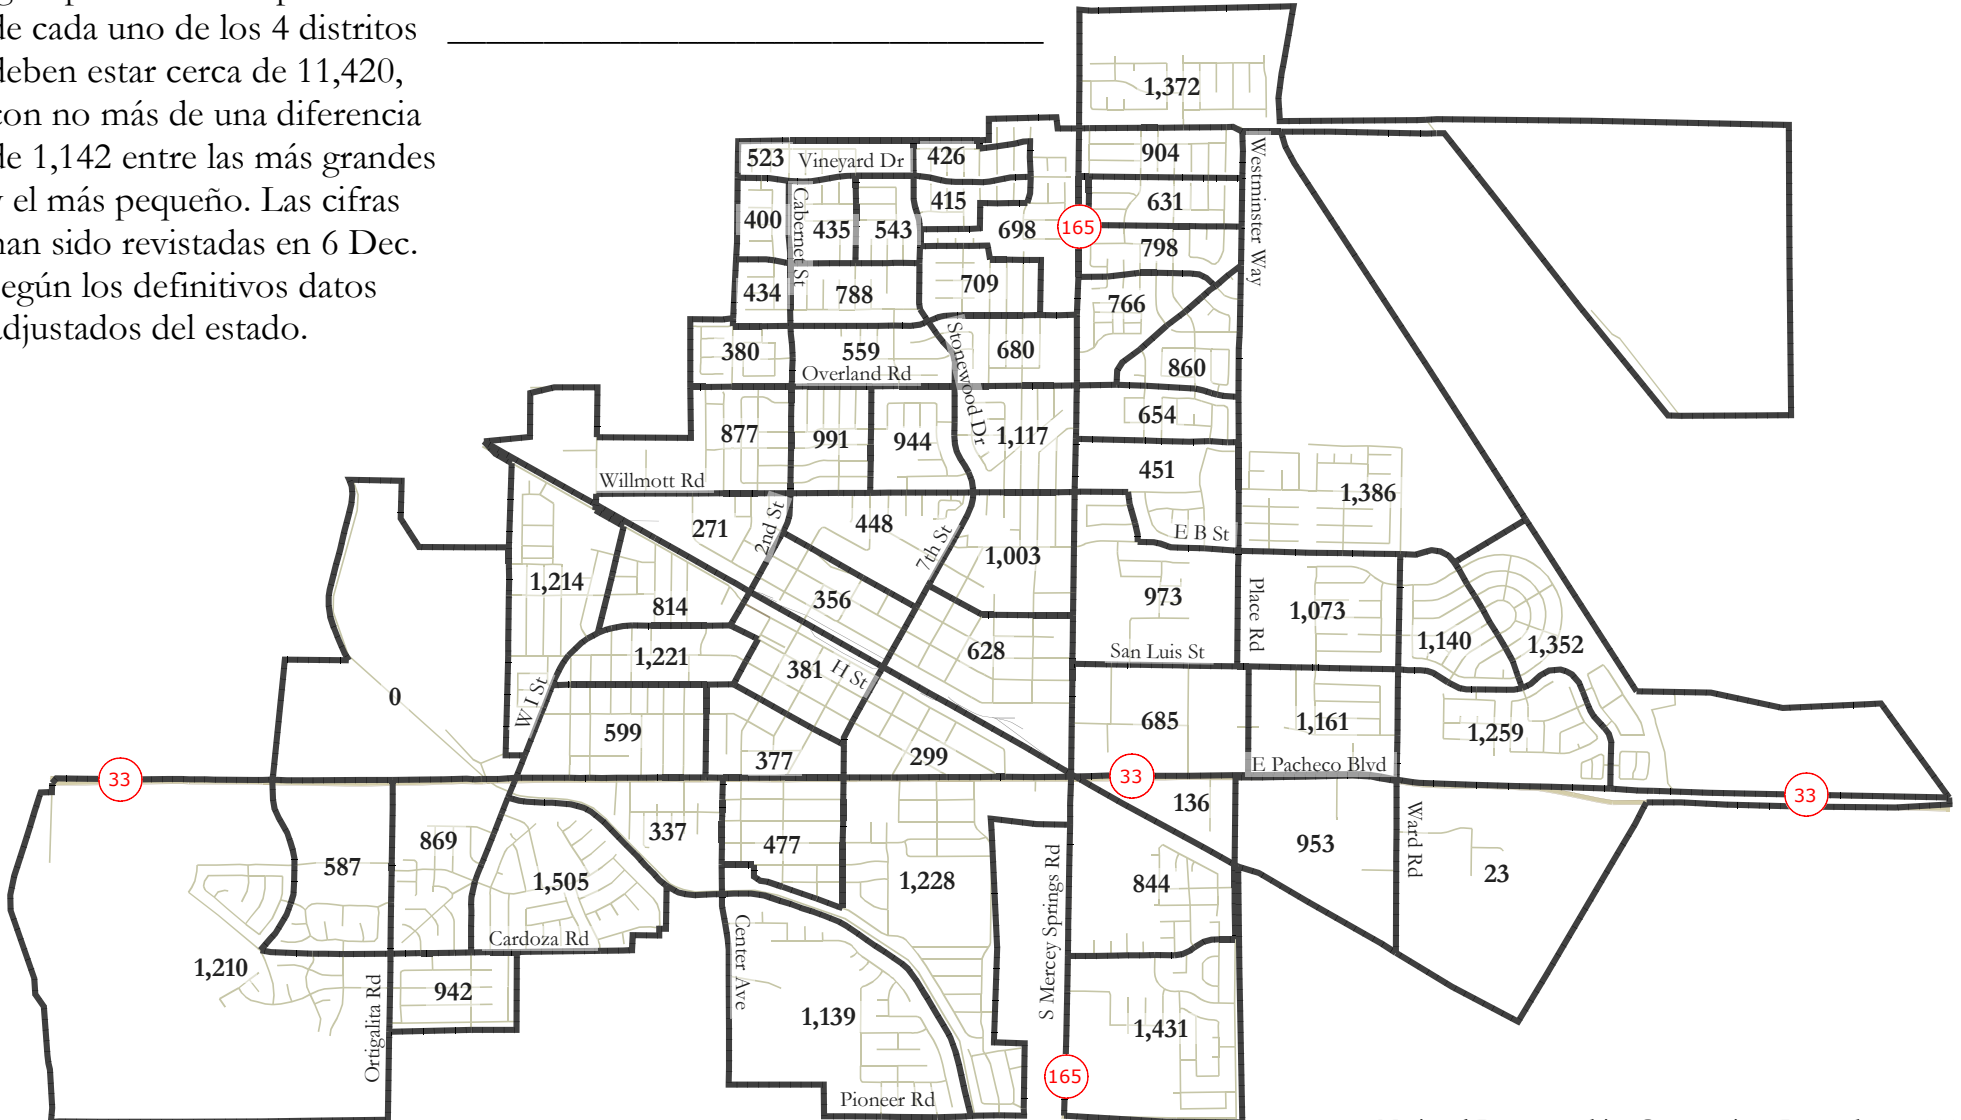 de cada uno de los 4 distritos
deben estar cerca de 11,420,
con no más de una diferencia
de 1,142 entre las más grandes
y el más pequeño. Las cifras
han sido revistadas en 6 Dec.
según los definitivos datos
adjustados del estado.
1,372
523 Vineyard Dr 426
904
Westminster Way
400
Cabernet St
435
543
415
698
165
631
798
434
788
709
766
380
559
Overland Rd
Stonewood Dr
680
860
654
877
991
944
1,117
451
1,386
Willmott Rd
271
2nd St
448
7th St
1,003
E B St
1,214
814
356
973
Place Rd
1,073
1,140
1,352
1,221
381
H St
628
San Luis St
0
W I St
599
377
299
685
1,161
1,259
E Pacheco Blvd
33
33
33
136
587
869
1,505
337
477
1,228
S Mercey Springs Rd
844
953
Ward Rd
23
Cardoza Rd
1,210
Ortigalita Rd
942
Center Ave
1,139
1,431
165
Pioneer Rd